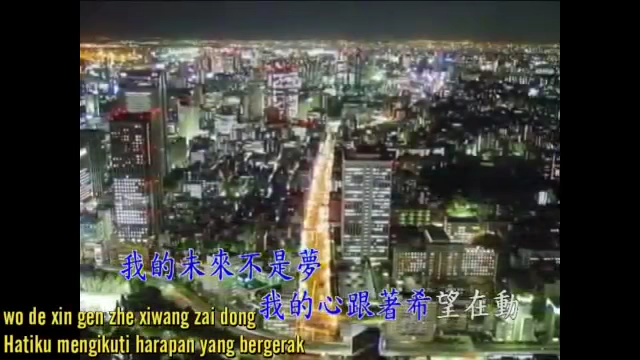 我的未來不是夢
我的心跟著希望在動
wo de xin gen zhe xiwang zai dong
Hatiku mengikuti harapan yang bergerak